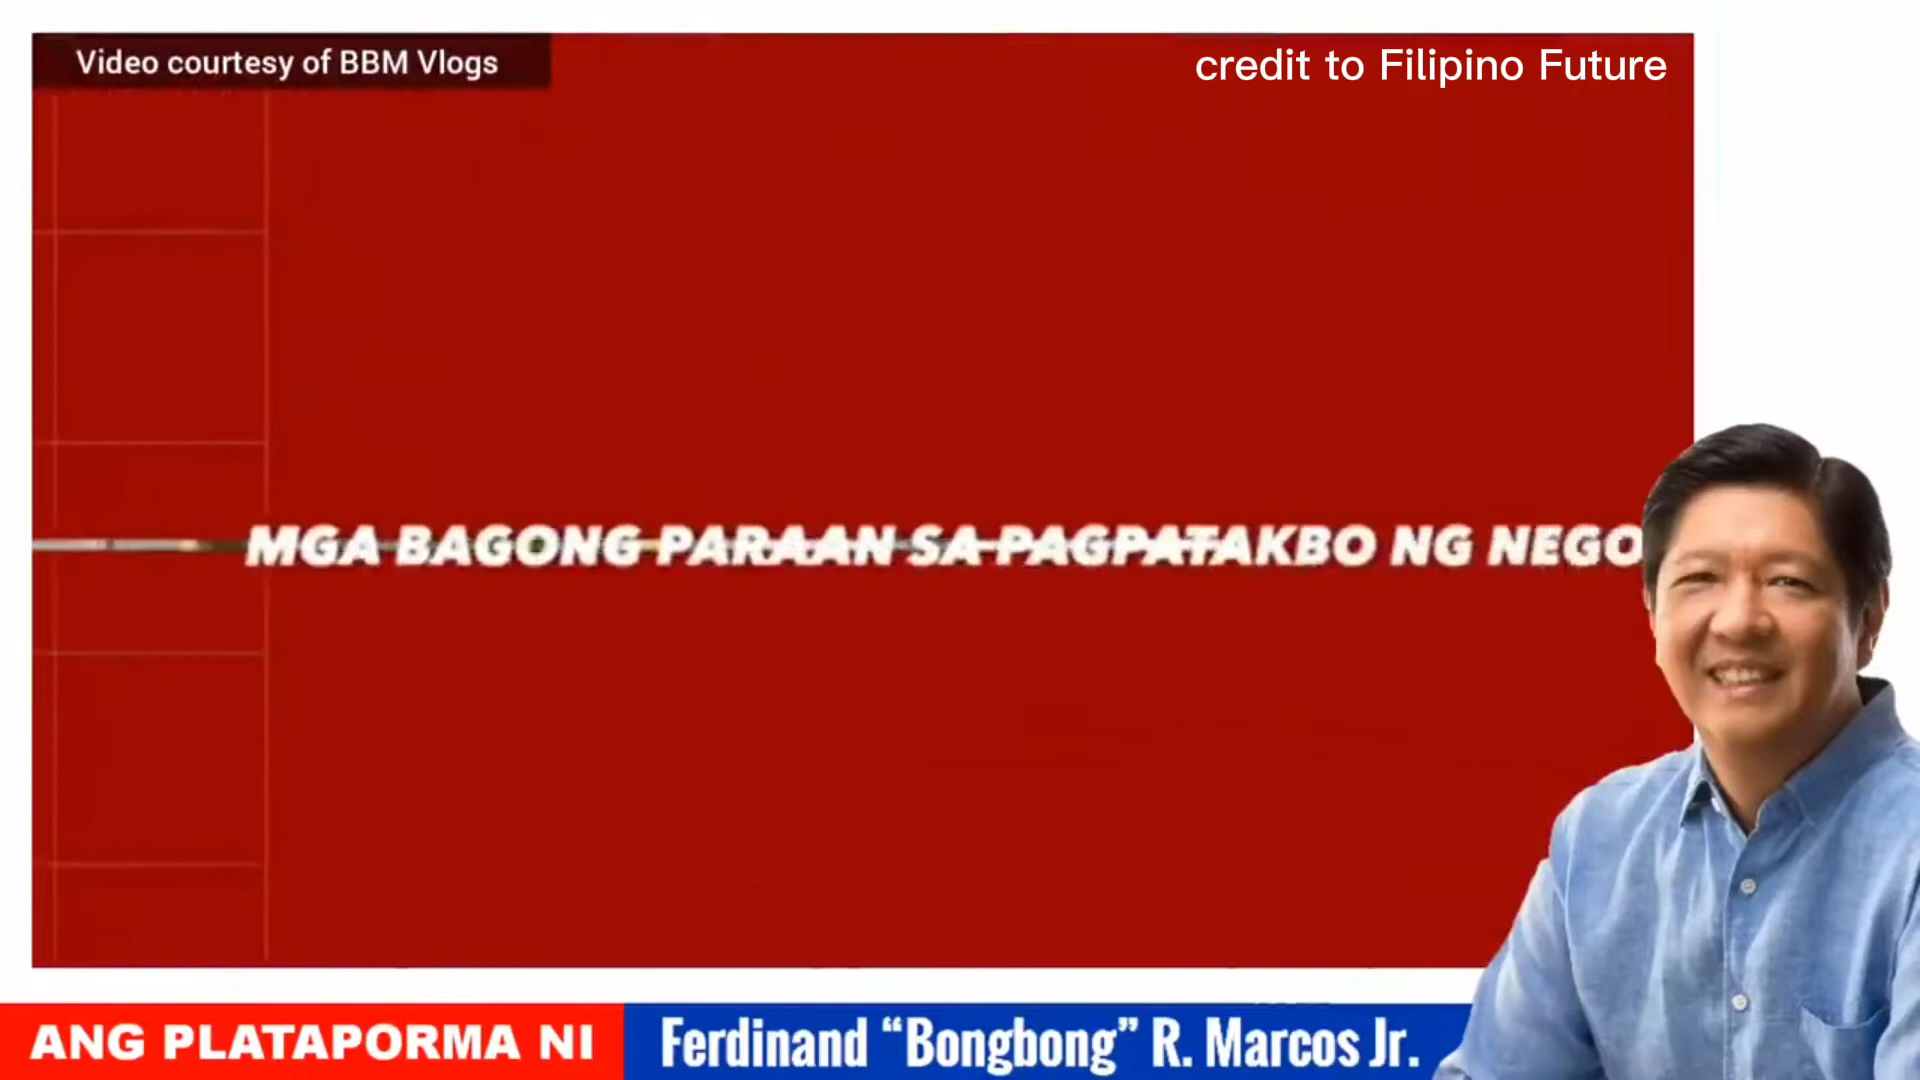 Video courtesy of BBM Vlogs
credit to Filipino Future
MGA BAGONG PARAAN SA PAGPATAKBO NG NEGO
ANG PLATAPORMA NI
Ferdinand “Bongbong” R. Marcos Jr.